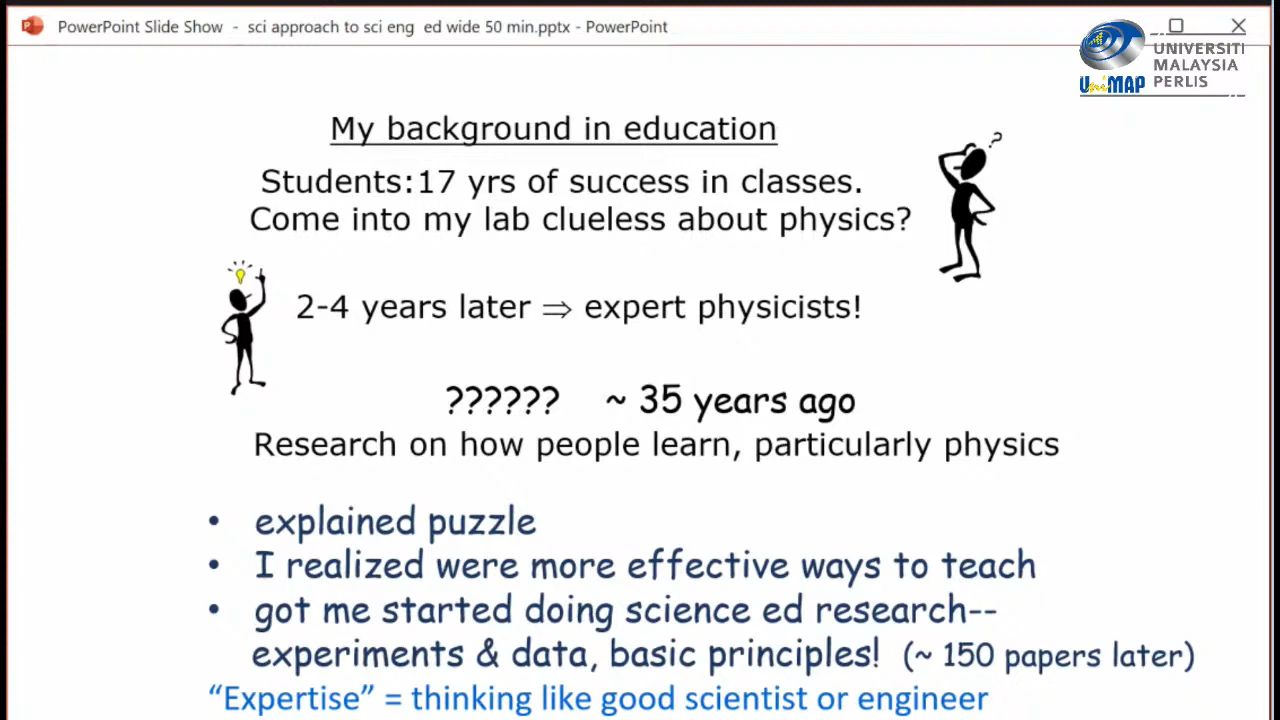 PowerPoint Slide Show - sci approach to sci eng ed wide 50 min.pptx - PowerPoint
UNIVERSITI
MALAYSIA
PERLIS
UniMAP
My background in education
?
Students:17 yrs of success in classes.
Come into my lab clueless about physics?
2-4 years later ⇒ expert physicists!
?????? ~ 35 years ago
Research on how people learn, particularly physics
• explained puzzle
• I realized were more effective ways to teach
• got me started doing science ed research--
experiments & data, basic principles! (~ 150 papers later)
“Expertise” = thinking like good scientist or engineer